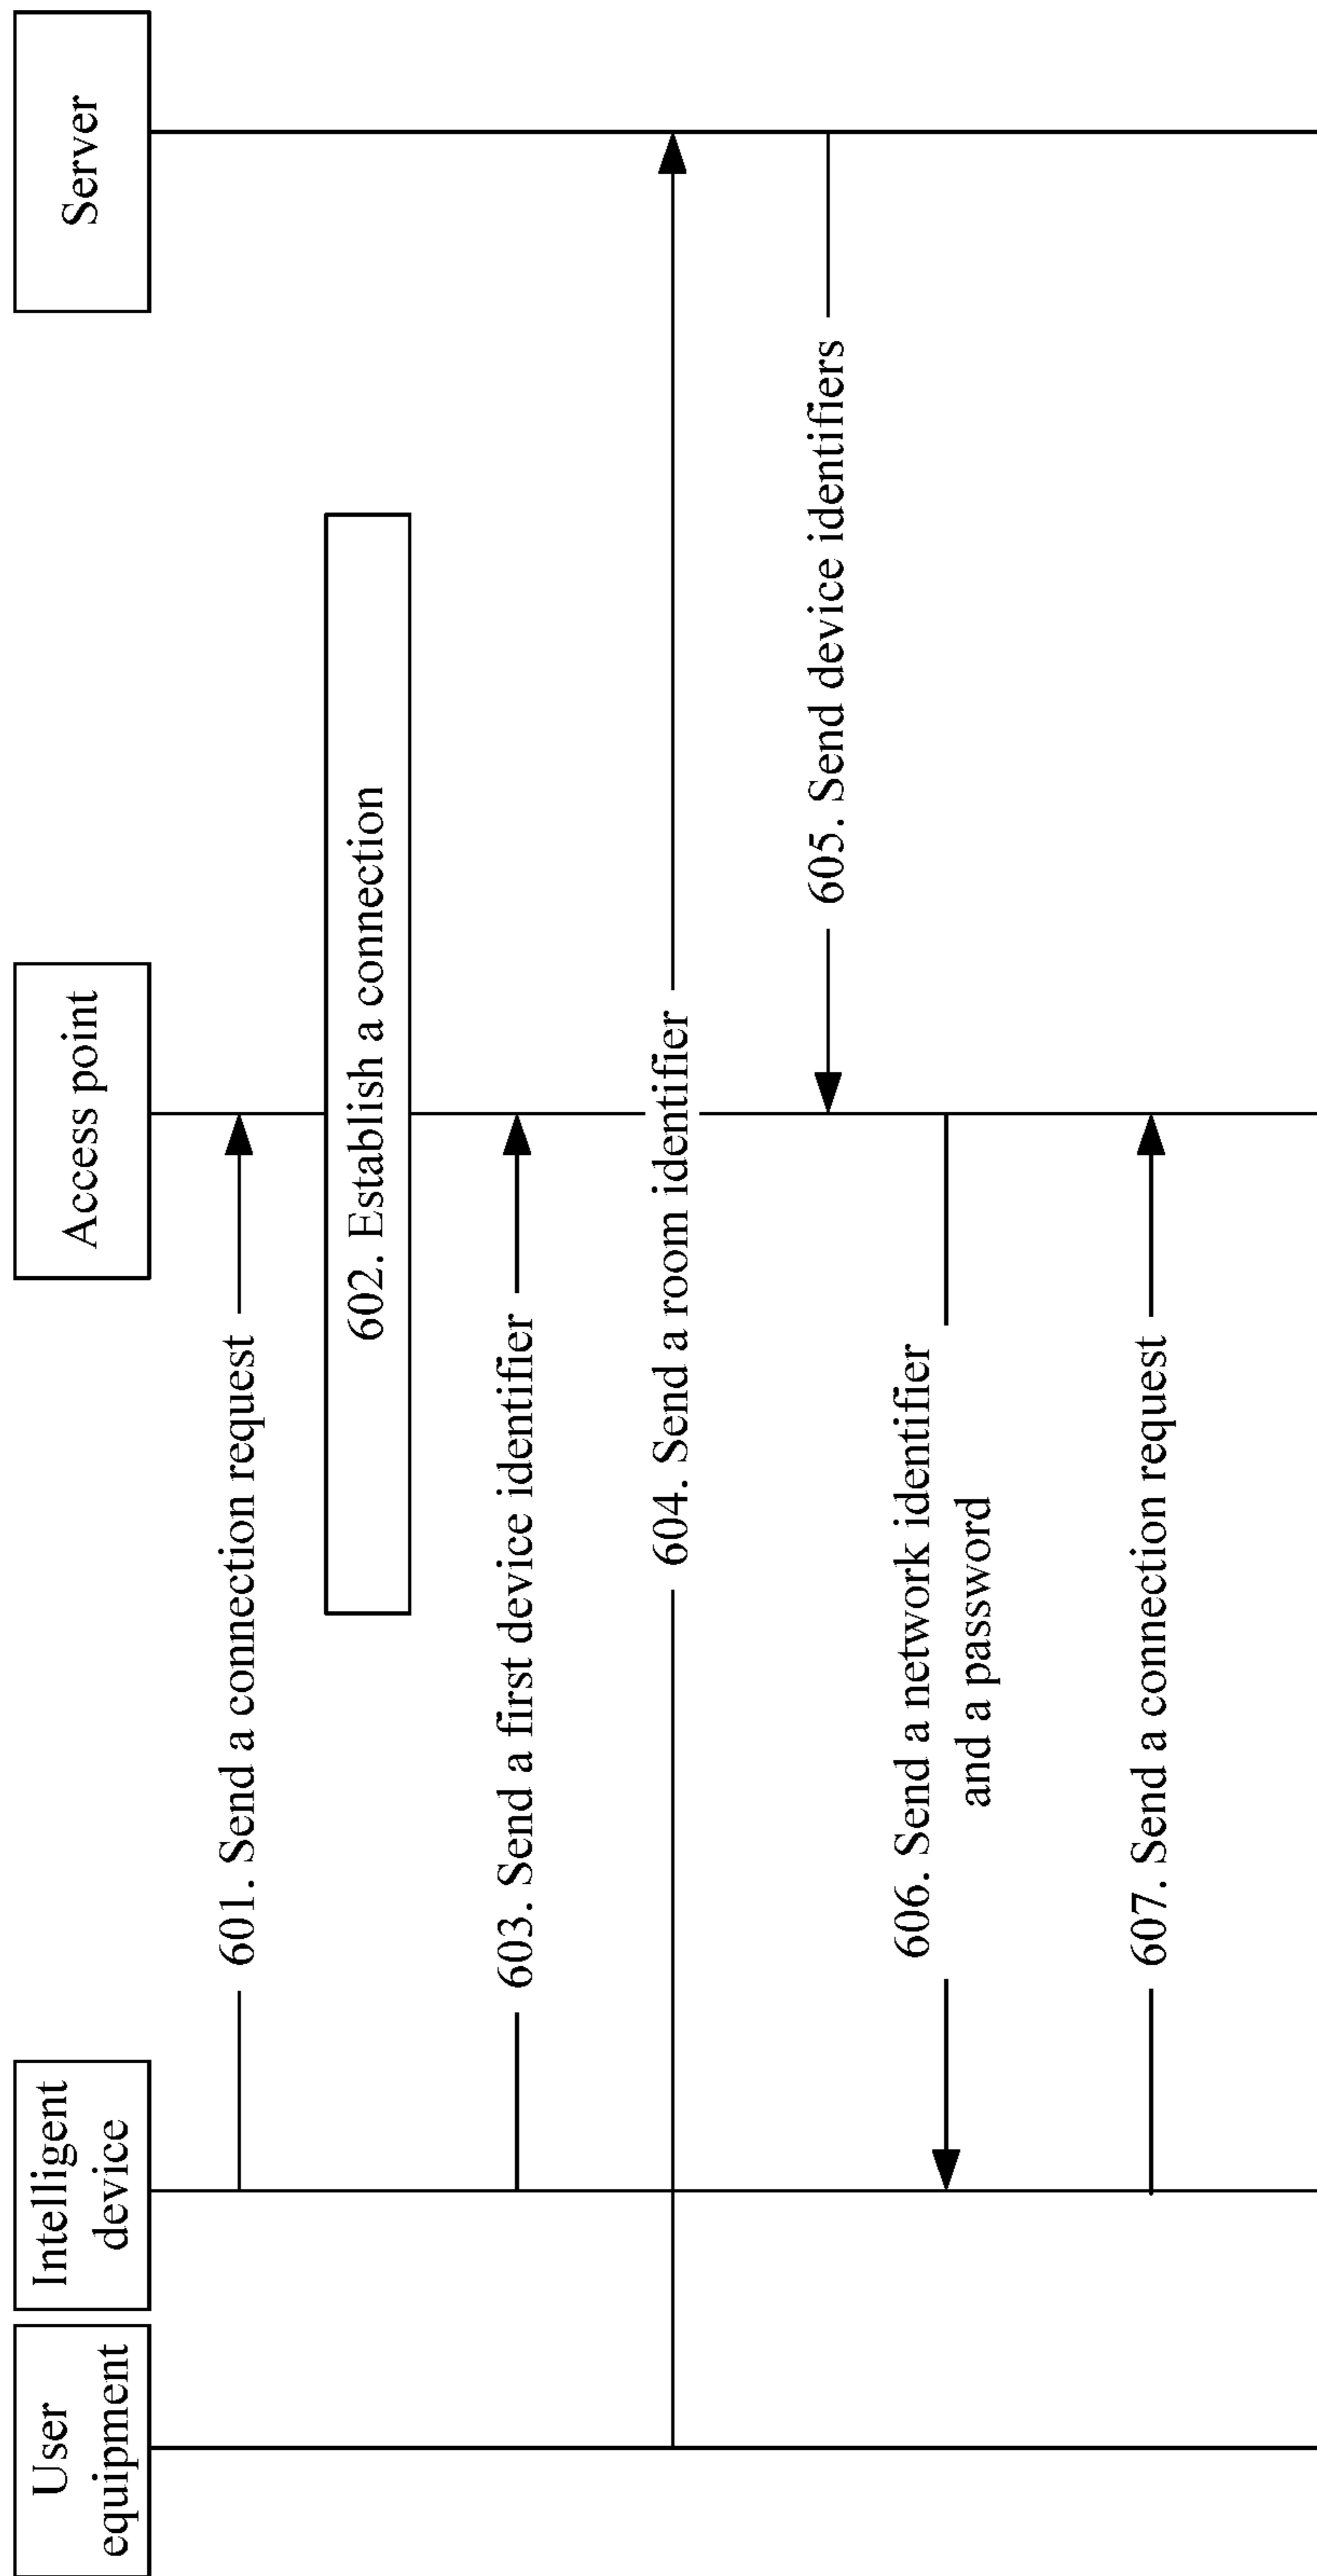 User
equipment
Intelligent
device
Access point
Server
601. Send a connection request
602. Establish a connection
603. Send a first device identifier
604. Send a room identifier
605. Send device identifiers
606. Send a network identifier
and a password
607. Send a connection request